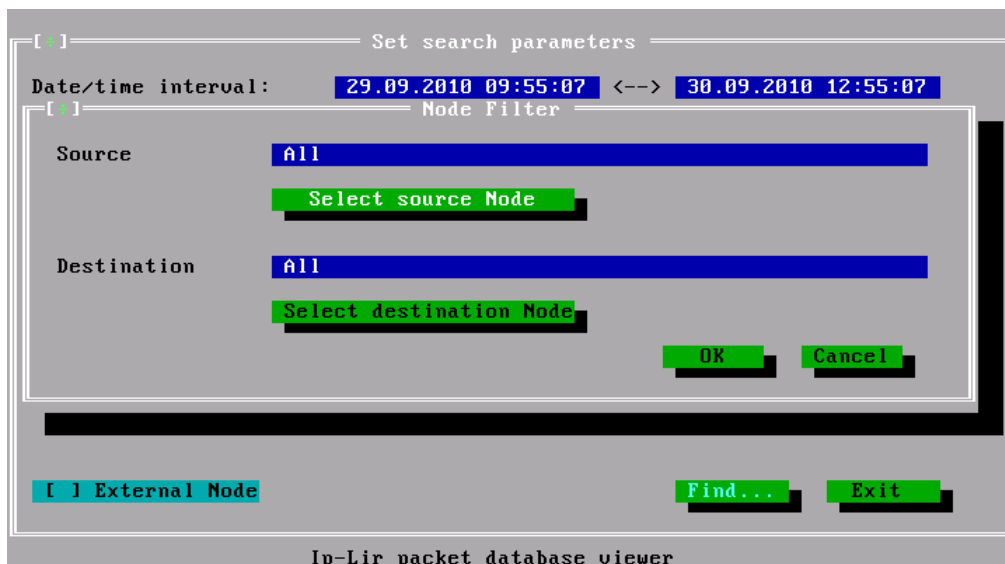 [↕] Set search parameters
Date/time interval: 29.09.2010 09:55:07 <--> 30.09.2010 12:55:07
[↕] Node Filter
Source All
Select source Node
Destination All
Select destination Node
OK Cancel
[ ] External Node Find... Exit
Ip-Lir packet database viewer